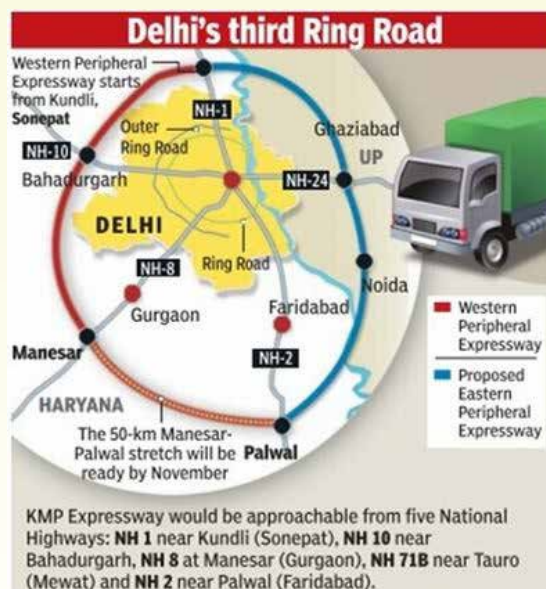 Delhi's third Ring Road
Western Peripheral
Expressway starts
from Kundli,
Sonepat
NH-1
Outer
Ring Road
Ghaziabad
UP
NH-10
Bahadurgarh
NH-24
DELHI
Ring Road
NH-8
Noida
Gurgaon
Faridabad
Manesar
NH-2
HARYANA
The 50-km Manesar-
Palwal stretch will be
ready by November
Palwal
Western
Peripheral
Expressway
Proposed
Eastern
Peripheral
Expressway
KMP Expressway would be approachable from five National
Highways: NH 1 near Kundli (Sonepat), NH 10 near
Bahadurgarh, NH 8 at Manesar (Gurgaon), NH 71B near Tauro
(Mewat) and NH 2 near Palwal (Faridabad).